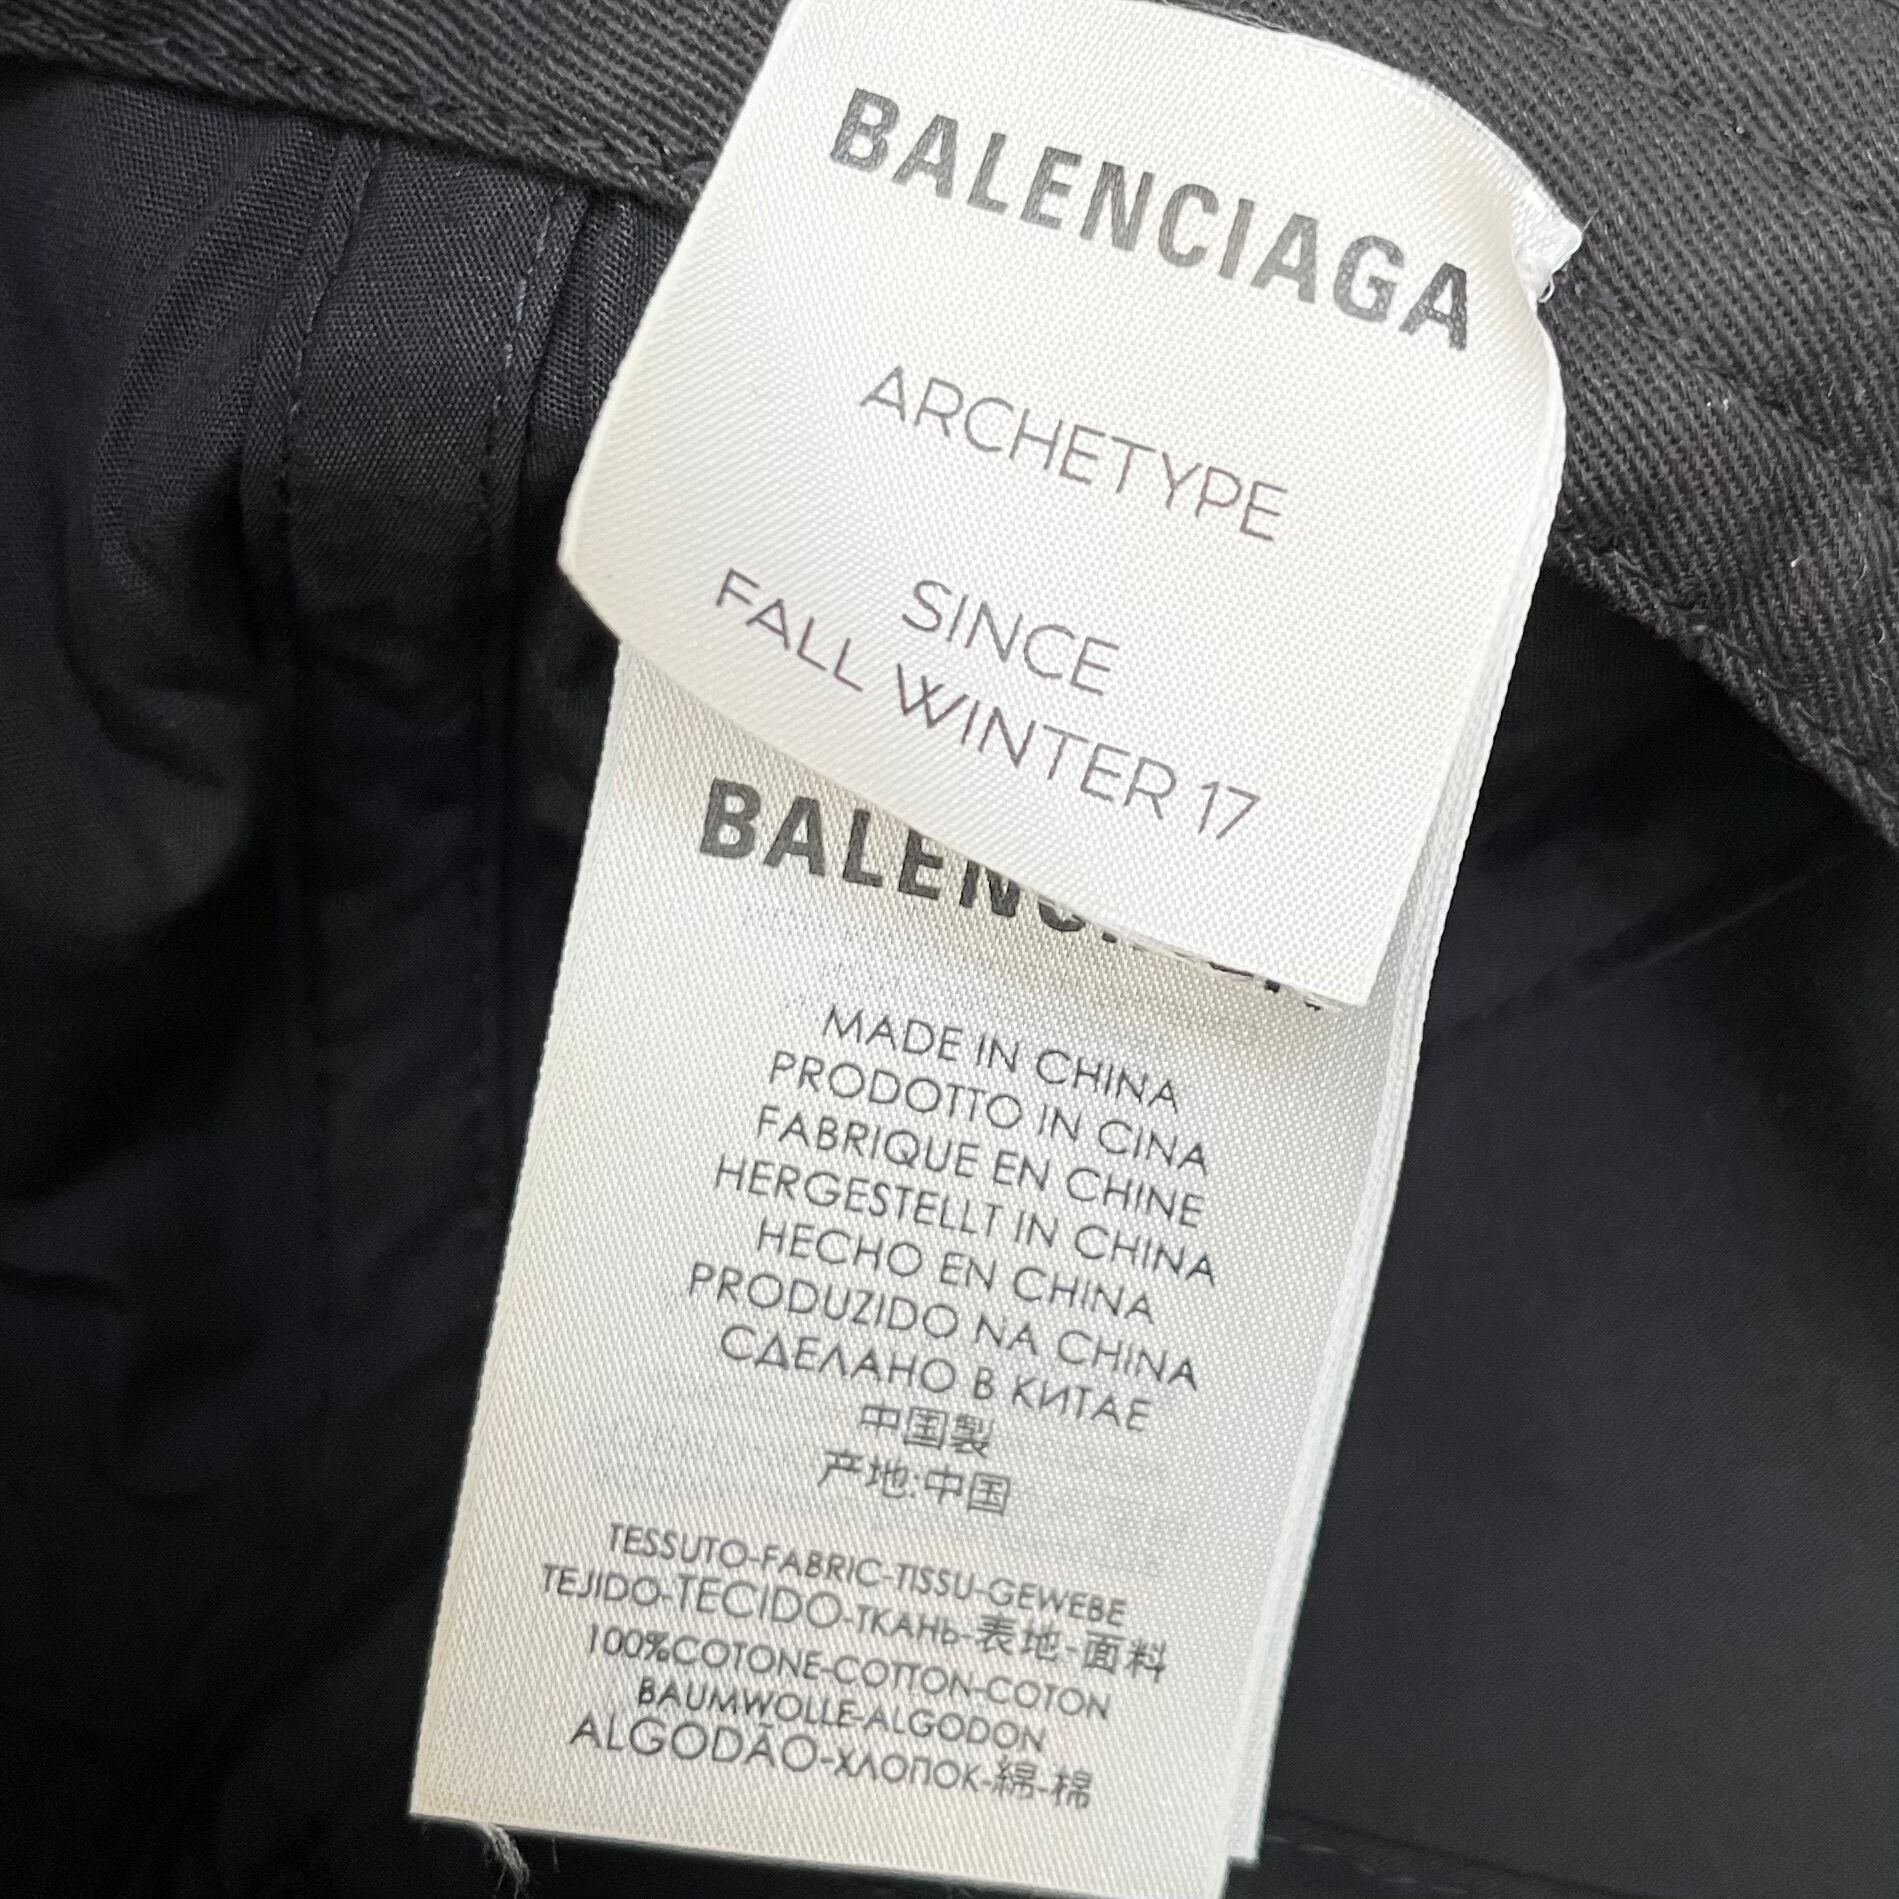 BALENCIAGA
ARCHETYPE
SINCE
FALL WINTER 17
MADE IN CHINA
PRODOTTO IN CINA
FABRIQUE EN CHINE
HERGESTELLT IN CHINA
HECHO EN CHINA
PRODUZIDO NA CHINA
СДЕЛАНО В КИТАЕ
中国製
产地:中国
TESSUTO-FABRIC-TISSU-GEWEBE
TEJIDO-TECIDO-ТКАНЬ-表地-面料
100%COTONE-COTTON-COTON
BAUMWOLLE-ALGODON
ALGODÃO-ХЛОПОК-綿-棉